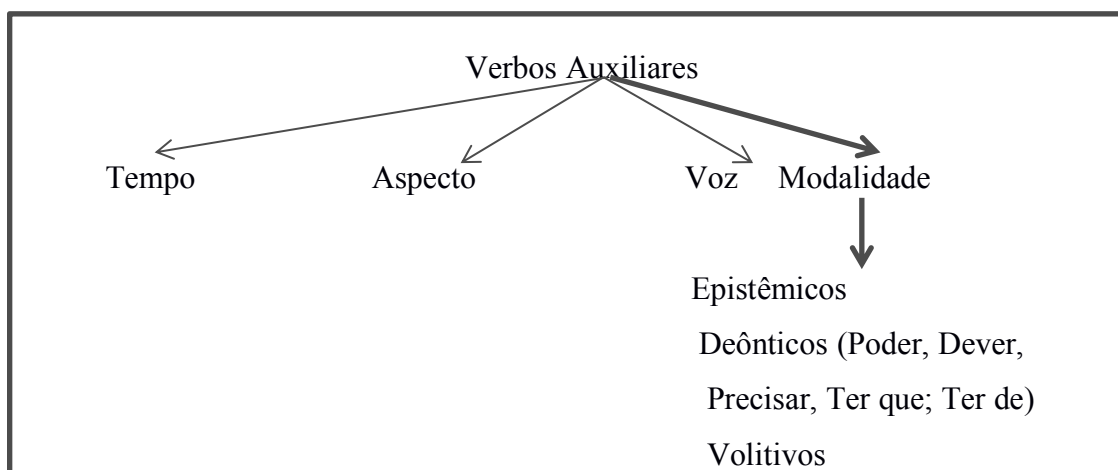 Verbos Auxiliares
Tempo Aspecto Voz Modalidade
Epistêmicos
Deônticos (Poder, Dever,
Precisar, Ter que; Ter de)
Volitivos